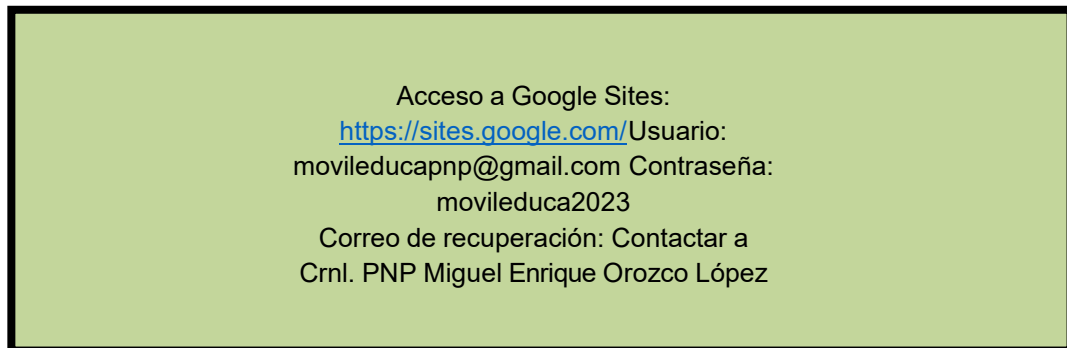 Acceso a Google Sites:
https://sites.google.com/Usuario:
movileducapnp@gmail.com Contraseña:
movileduca2023
Correo de recuperación: Contactar a
Crnl. PNP Miguel Enrique Orozco López